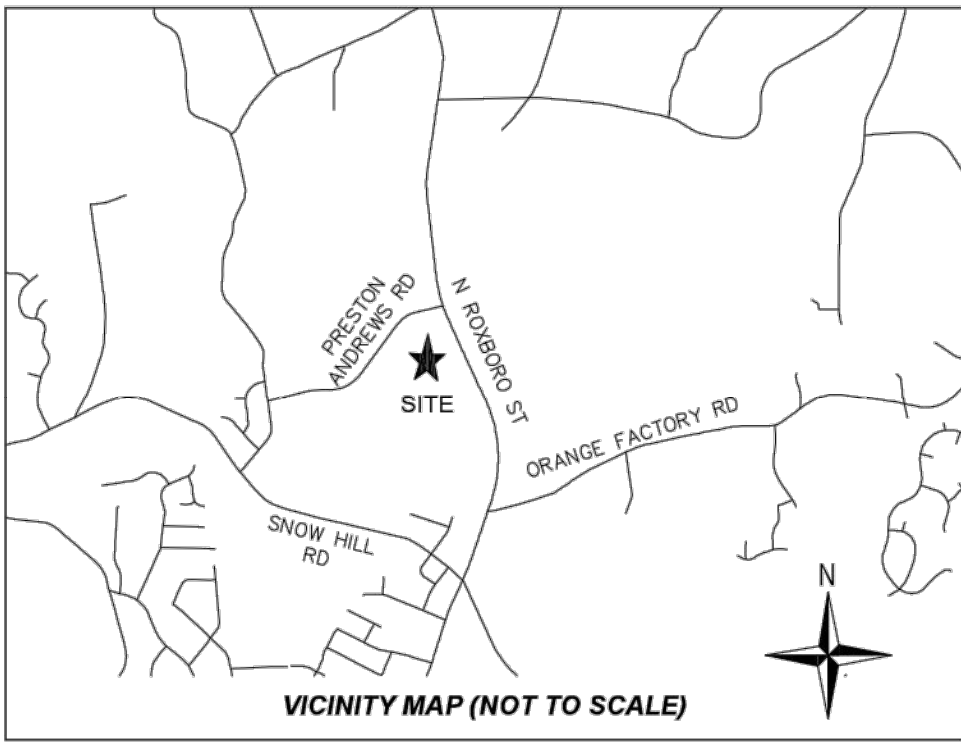 PRESTON
ANDREWS RD
N ROXBORO ST
SITE
ORANGE FACTORY RD
SNOW HILL
RD
N
VICINITY MAP (NOT TO SCALE)